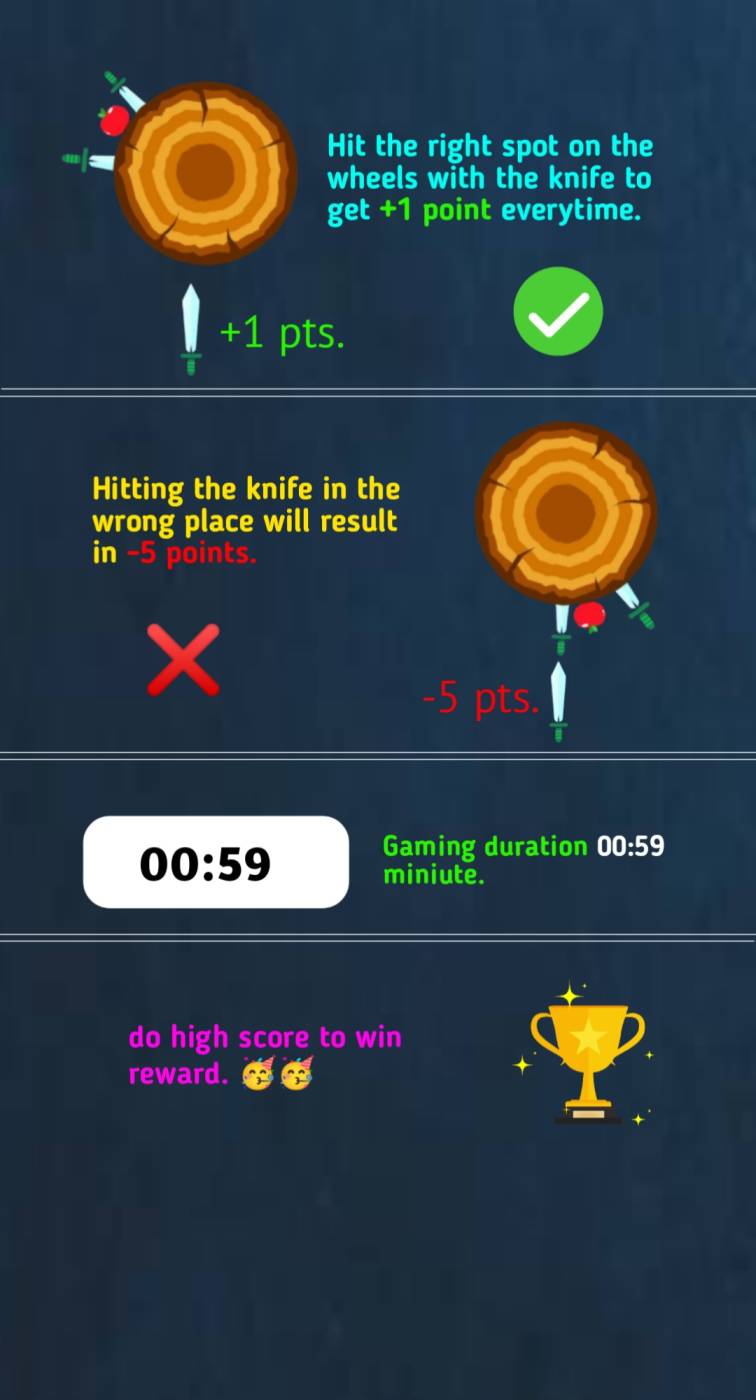 Hit the right spot on the
wheels with the knife to
get +1 point everytime.
+1 pts.
Hitting the knife in the
wrong place will result
in -5 points.
-5 pts.
00:59
Gaming duration 00:59
miniute.
do high score to win
reward. 🥳🥳